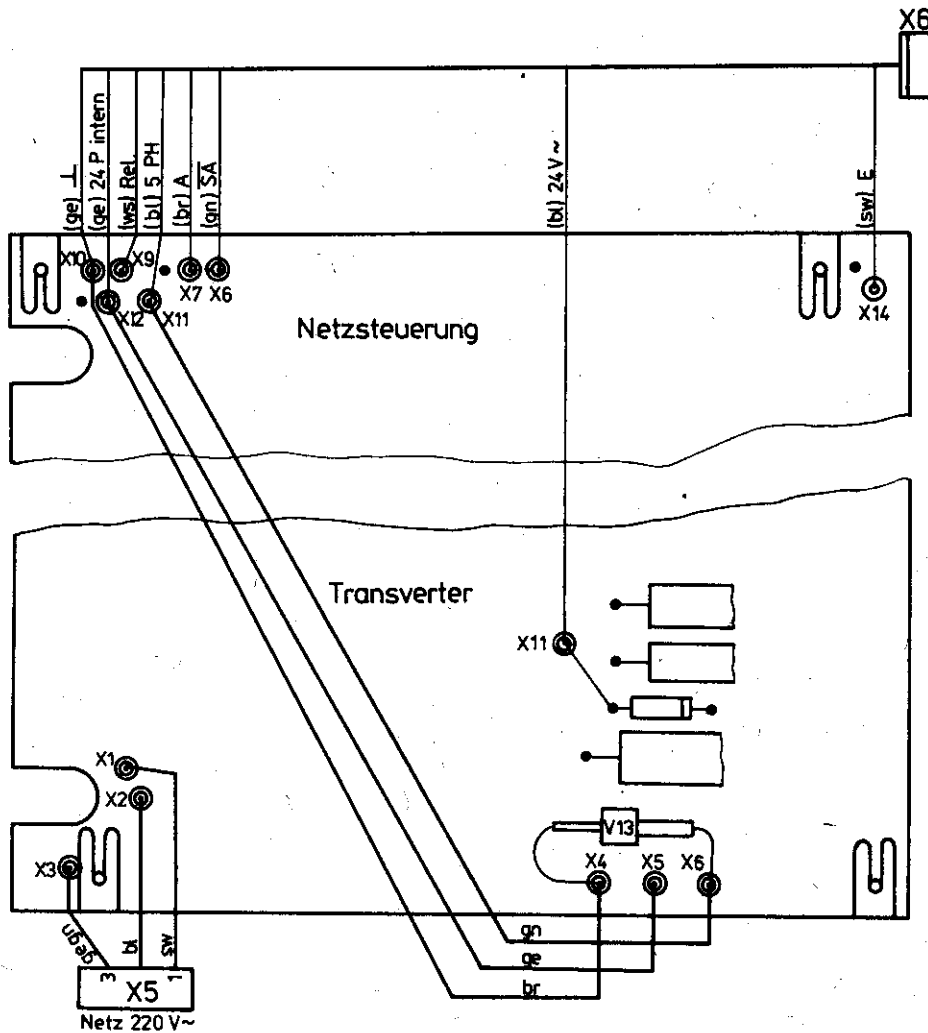 X6
(ge) ⊥
(ge) 24 P intern
(ws) Rel.
(bl) 5 PH
(br) A
(gn) S̅A̅
(bl) 24 V ~
(sw) E
X10
X9
X7
X6
X12
X11
X14
Netzsteuerung
Transverter
X11
X1
X2
X3
V13
X4
X5
X6
gegn
bl
ws
gn
ge
br
3
1
X5
Netz 220 V~